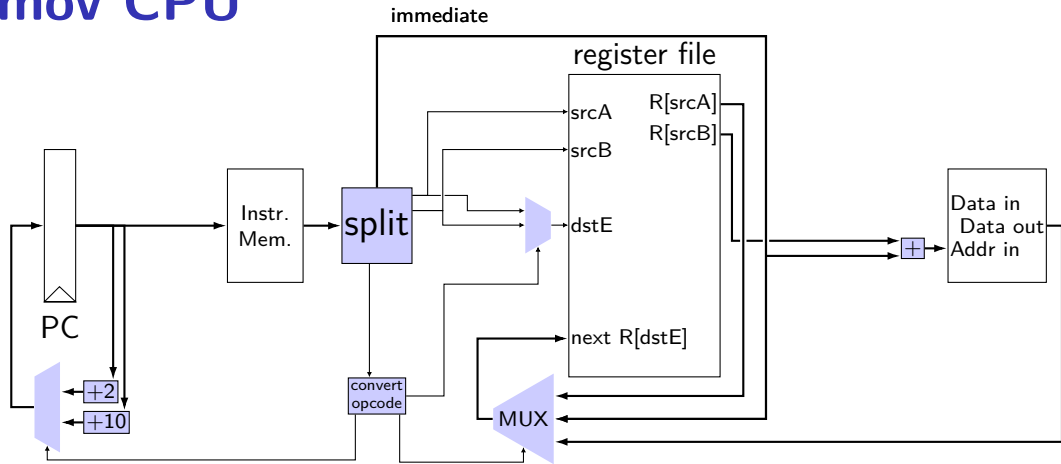 mov CPU
immediate
register file
srcA
R[srcA]
R[srcB]
srcB
Instr.
Mem.
split
dstE
Data in
Data out
Addr in
+
PC
next R[dstE]
convert
opcode
+2
+10
MUX